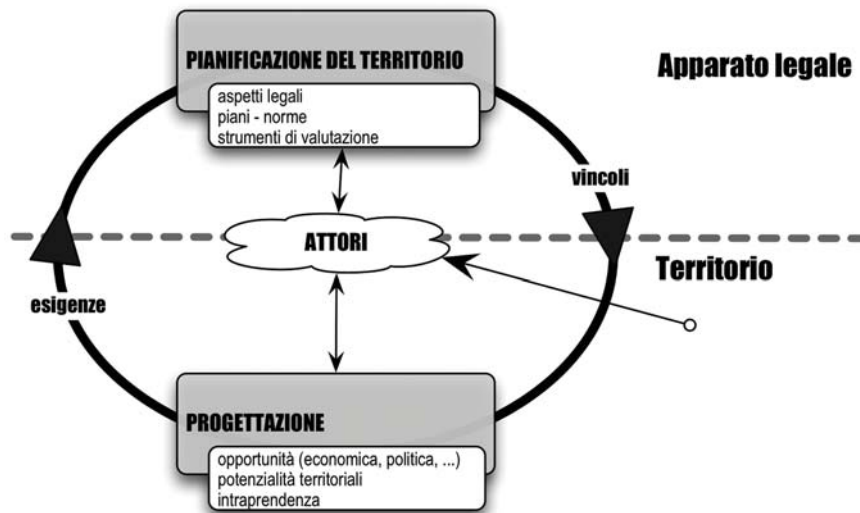 PIANIFICAZIONE DEL TERRITORIO
aspetti legali
piani - norme
strumenti di valutazione
Apparato legale
vincoli
ATTORI
Territorio
esigenze
PROGETTAZIONE
opportunità (economica, politica, ...)
potenzialità territoriali
intraprendenza